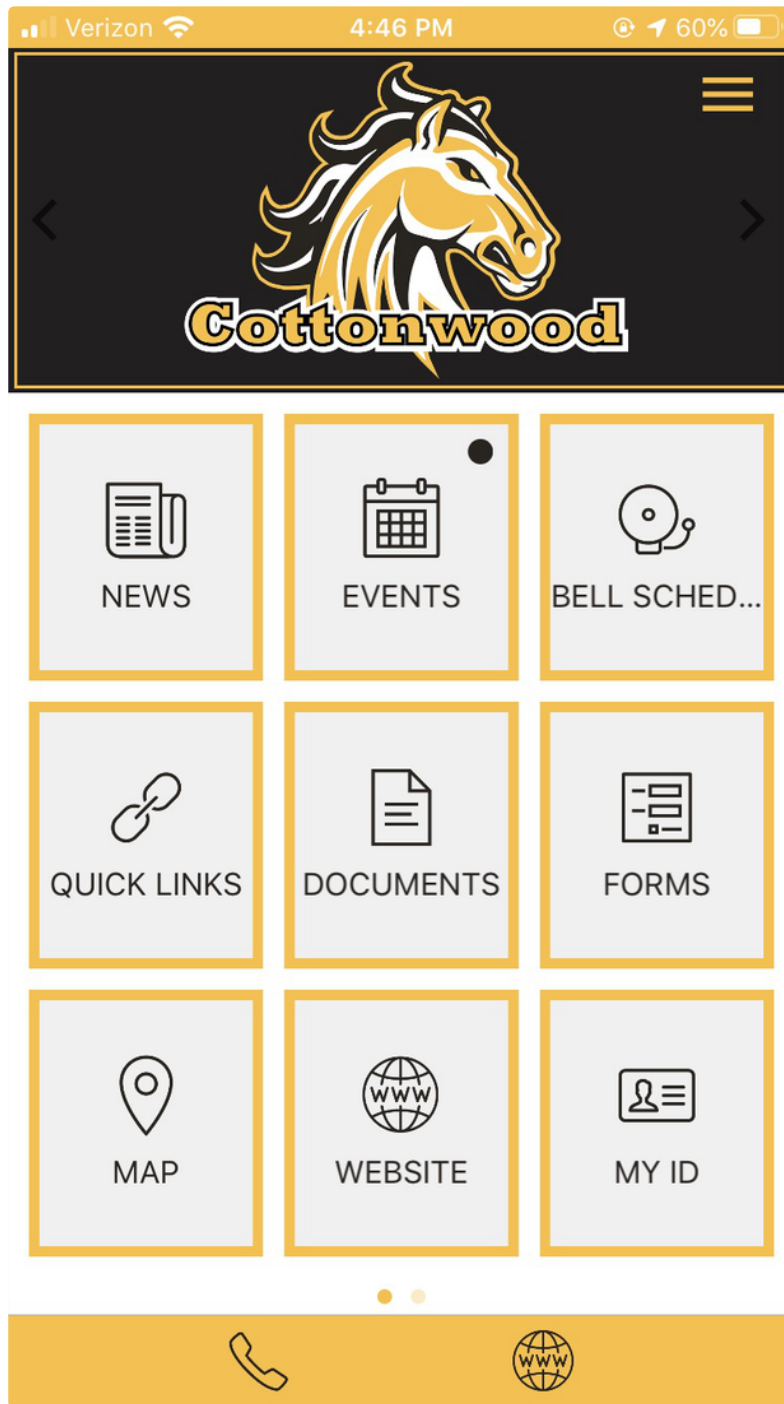 Verizon 4:46 PM 60%
Cottonwood
NEWS EVENTS BELL SCHED...
QUICK LINKS DOCUMENTS FORMS
MAP WWW WEBSITE MY ID
WWW